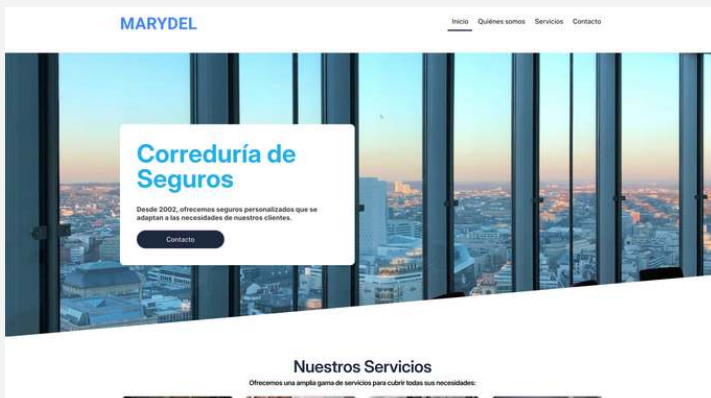 MARYDEL
Inicio Quiénes somos Servicios Contacto
Correduría de
Seguros
Desde 2002, ofrecemos seguros personalizados que se
adaptan a las necesidades de nuestros clientes.
Contacto
Nuestros Servicios
Ofrecemos una amplia gama de servicios para cubrir todas sus necesidades: